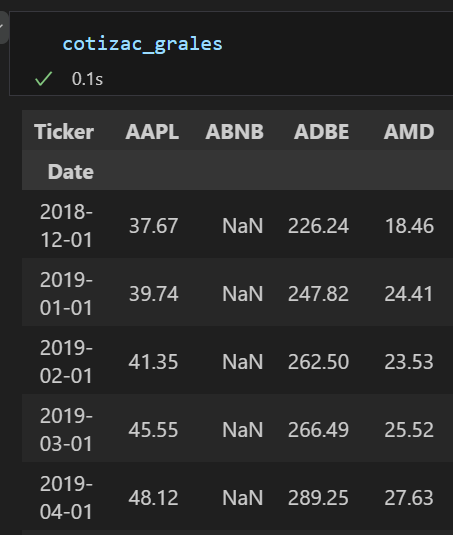 cotizac_grales
0.1s
Ticker AAPL ABNB ADBE AMD
Date
2018-
12-01 37.67 NaN 226.24 18.46
2019-
01-01 39.74 NaN 247.82 24.41
2019-
02-01 41.35 NaN 262.50 23.53
2019-
03-01 45.55 NaN 266.49 25.52
2019-
04-01 48.12 NaN 289.25 27.63